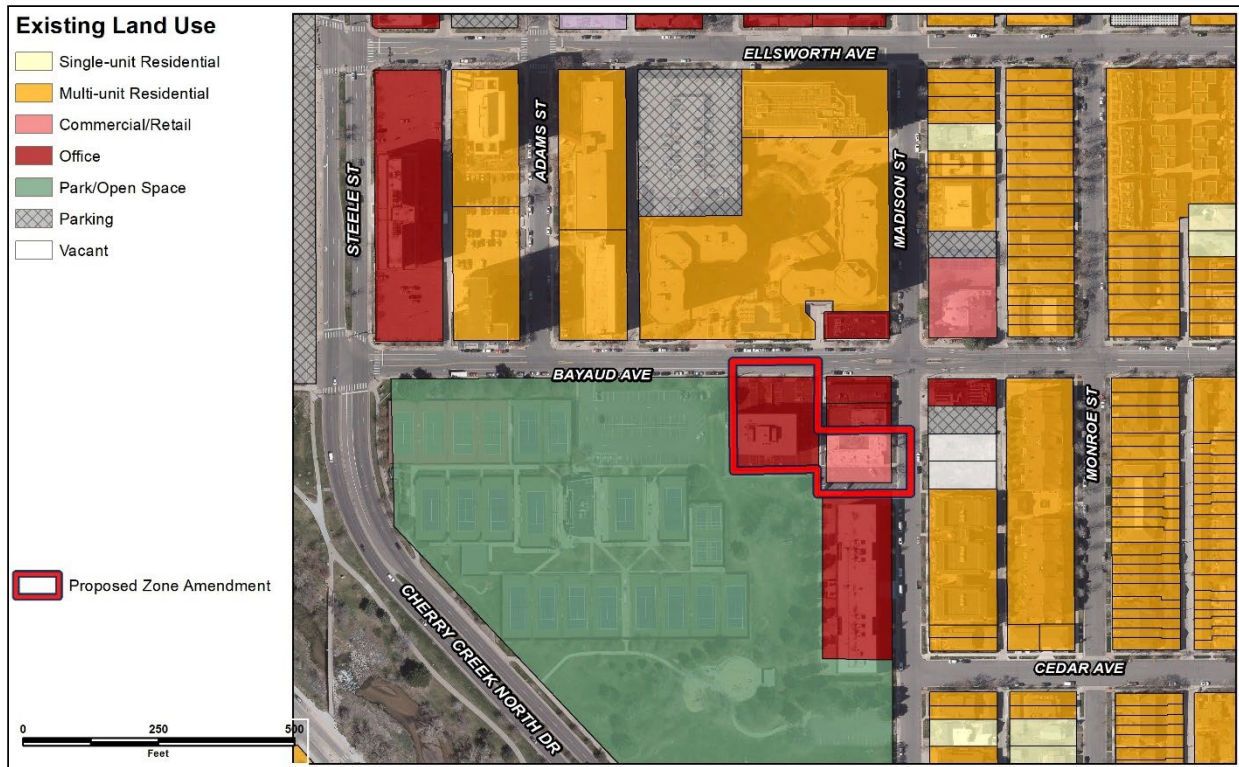 Existing Land Use
Single-unit Residential
Multi-unit Residential
Commercial/Retail
Office
Park/Open Space
Parking
Vacant
Proposed Zone Amendment
0 250 500
Feet
ELLSWORTH AVE
STEELE ST
ADAMS ST
MADISON ST
BAYAUD AVE
MONROE ST
CHERRY CREEK NORTH DR
CEDAR AVE